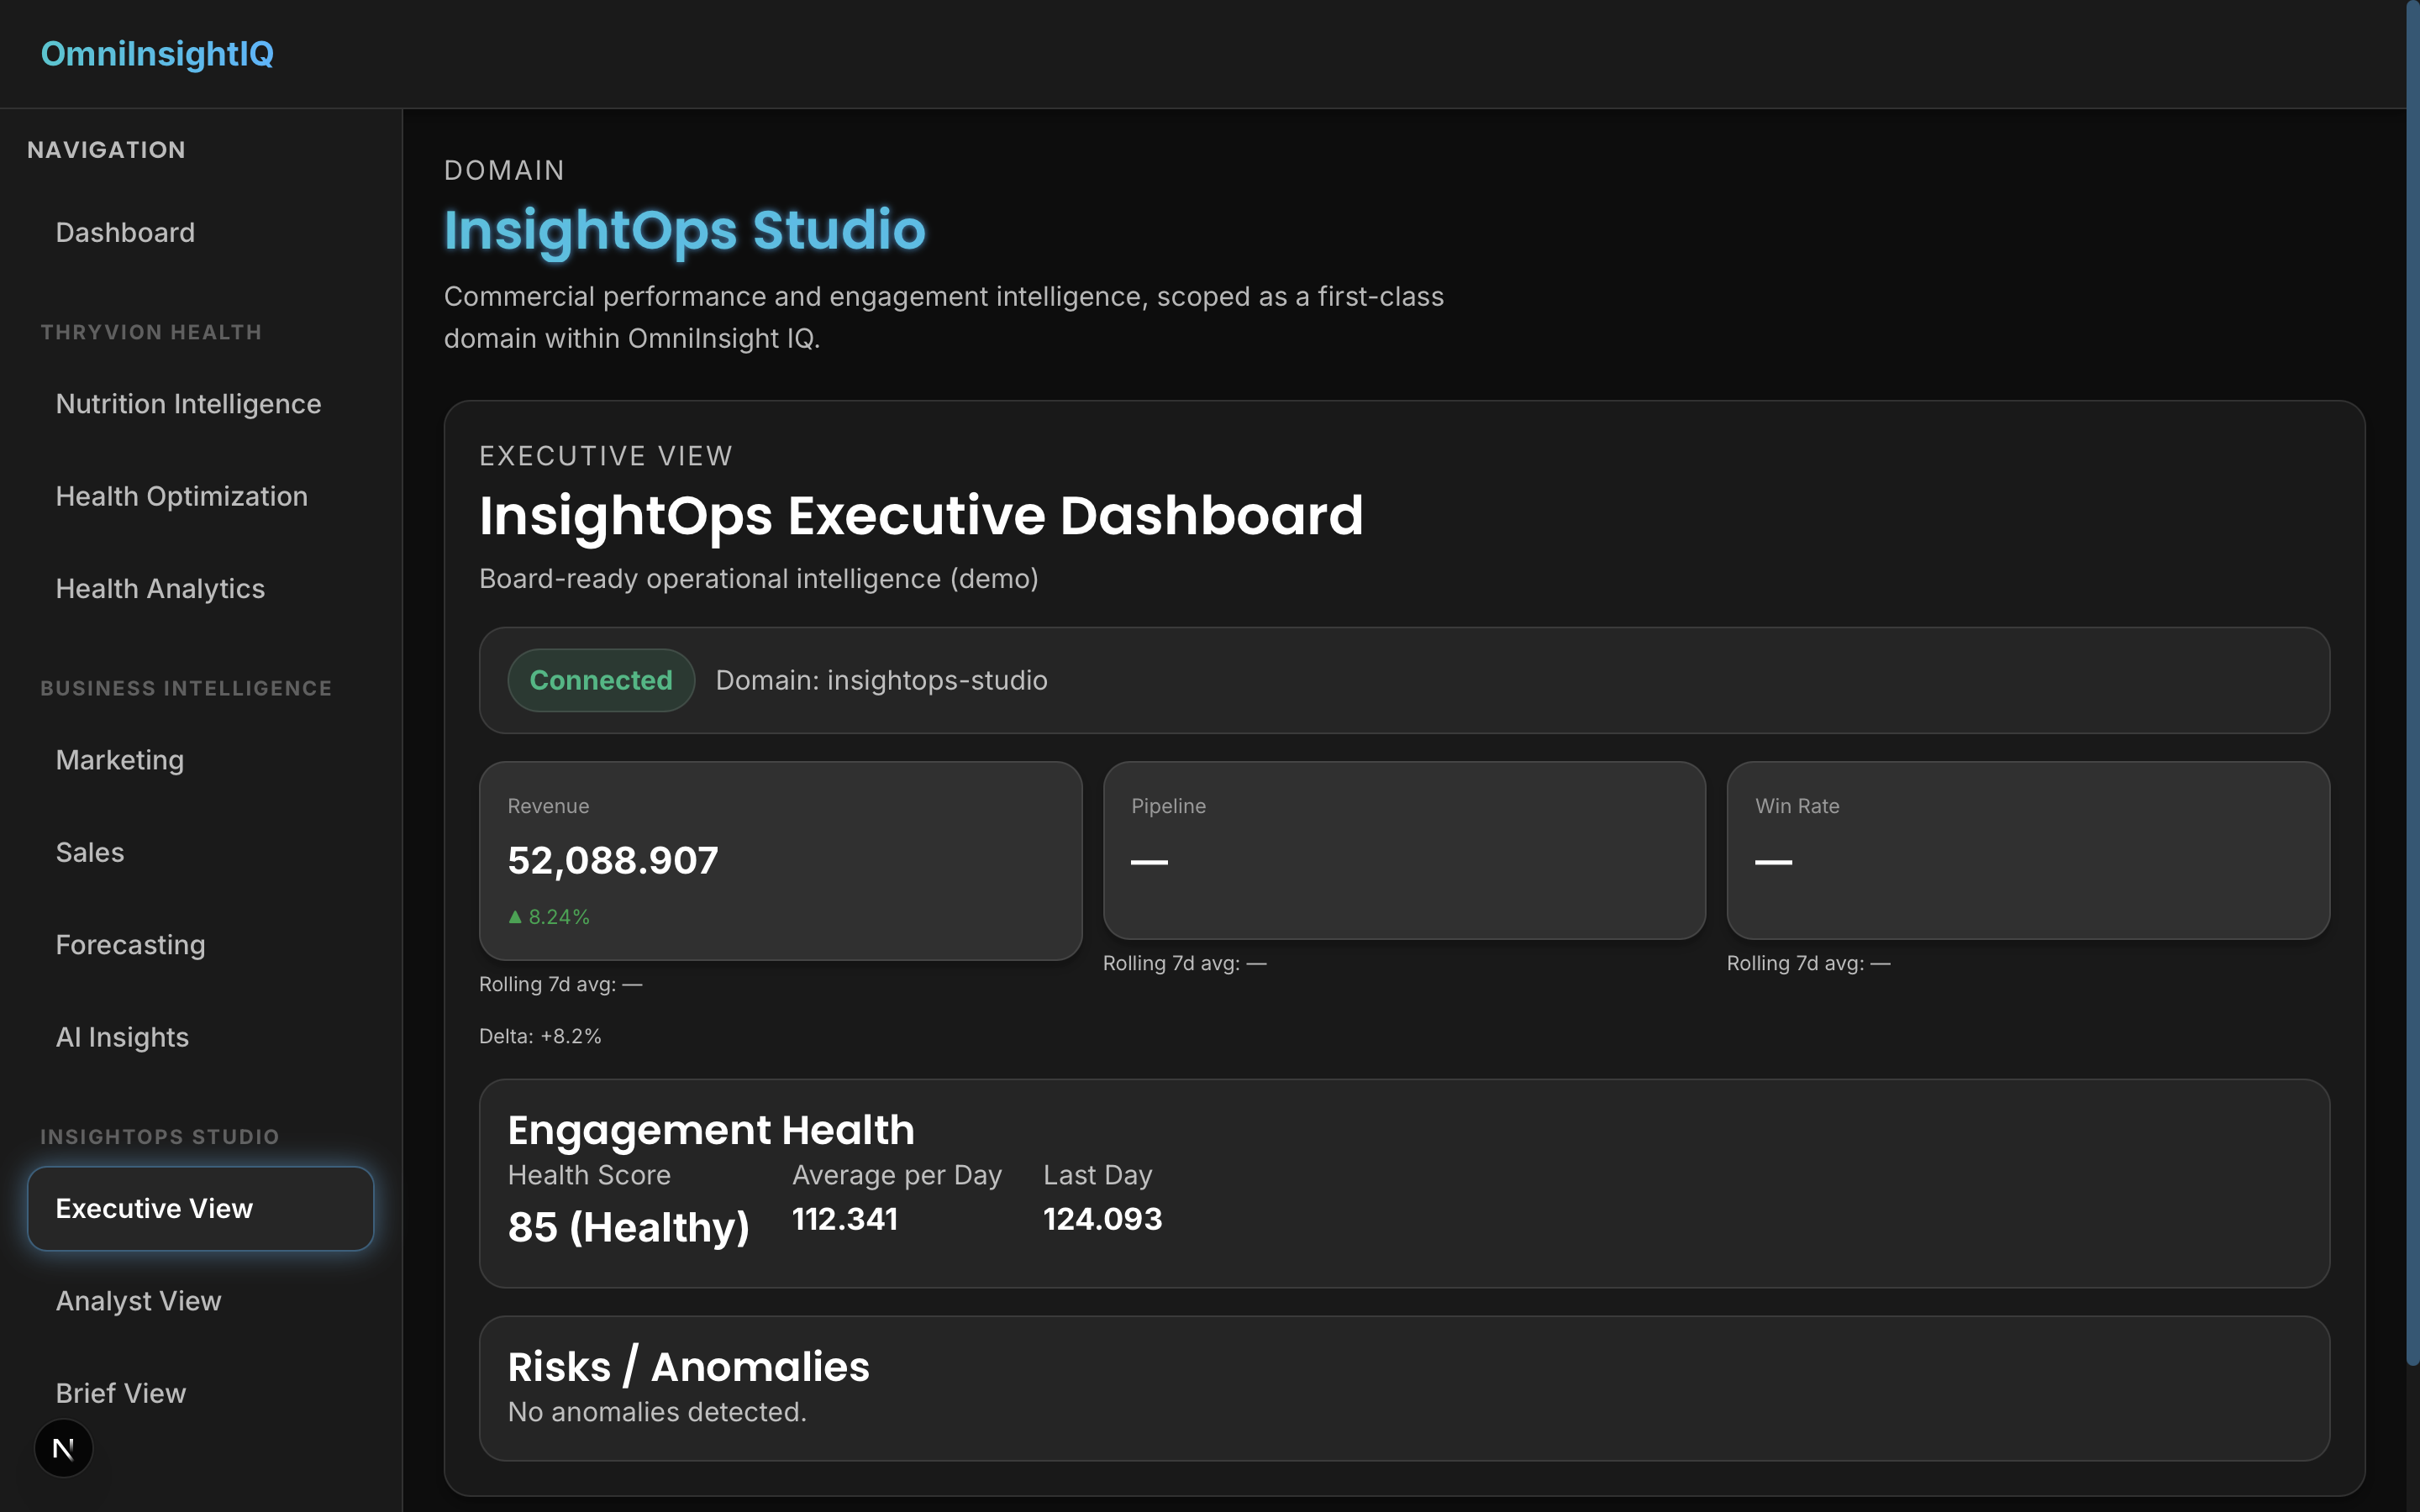 OmniInsightIQ
NAVIGATION
Dashboard
THRYVION HEALTH
Nutrition Intelligence
Health Optimization
Health Analytics
BUSINESS INTELLIGENCE
Marketing
Sales
Forecasting
AI Insights
INSIGHTOPS STUDIO
Executive View
Analyst View
Brief View
N
DOMAIN
InsightOps Studio
Commercial performance and engagement intelligence, scoped as a first-class
domain within OmniInsight IQ.
EXECUTIVE VIEW
InsightOps Executive Dashboard
Board-ready operational intelligence (demo)
Connected Domain: insightops-studio
Revenue
52,088.907
▲ 8.24%
Rolling 7d avg: —
Delta: +8.2%
Pipeline
—
Rolling 7d avg: —
Win Rate
—
Rolling 7d avg: —
Engagement Health
Health Score Average per Day Last Day
85 (Healthy) 112.341 124.093
Risks / Anomalies
No anomalies detected.